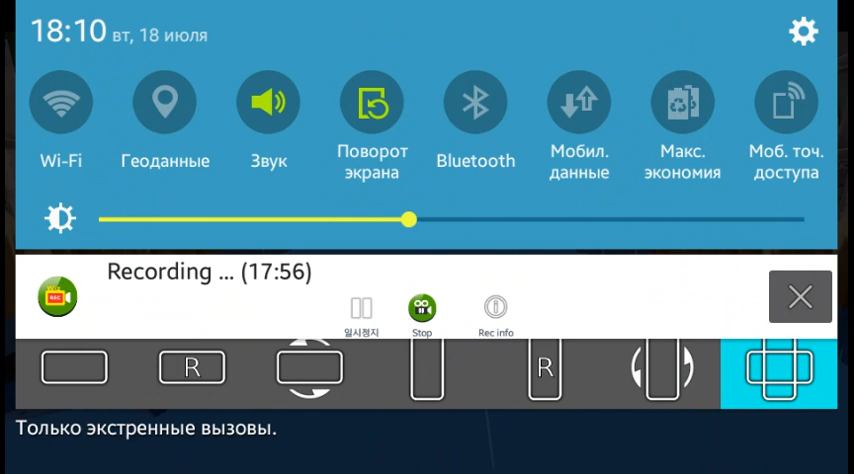 18:10 вт, 18 июля
Wi-Fi
Геоданные
Звук
Поворот
экрана
Bluetooth
Мобил.
данные
Макс.
экономия
Моб. точ.
доступа
Recording ... (17:56)
REC
일시정지
Stop
Rec info
R
R
Только экстренные вызовы.